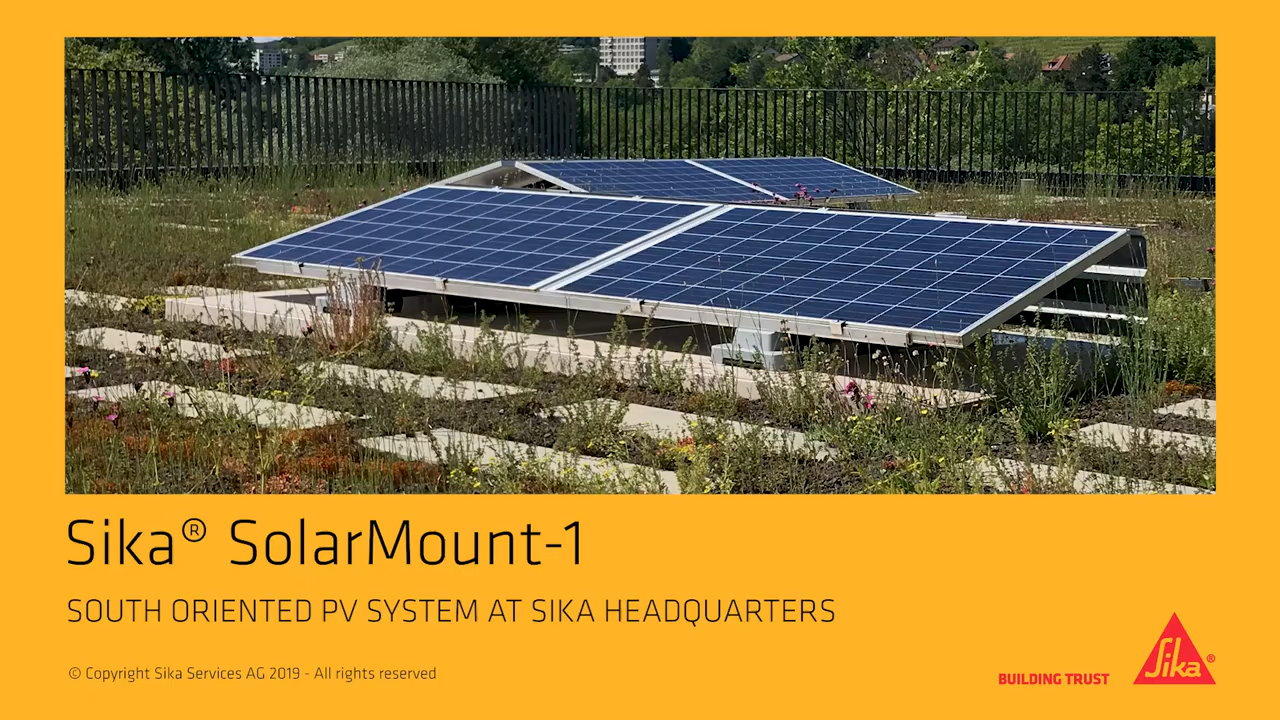 Sika® SolarMount-1
SOUTH ORIENTED PV SYSTEM AT SIKA HEADQUARTERS
© Copyright Sika Services AG 2019 - All rights reserved
BUILDING TRUST
Sika®